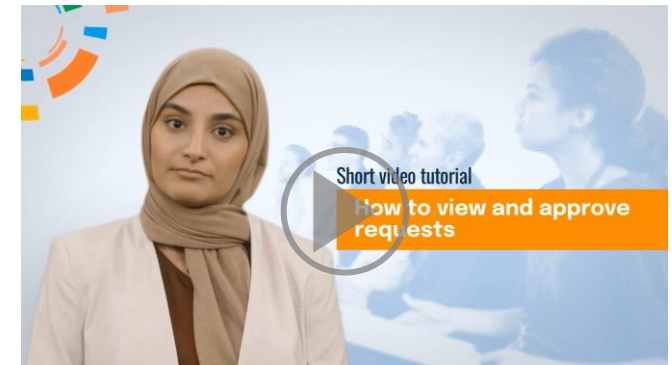 Short video tutorial
How to view and approve
requests